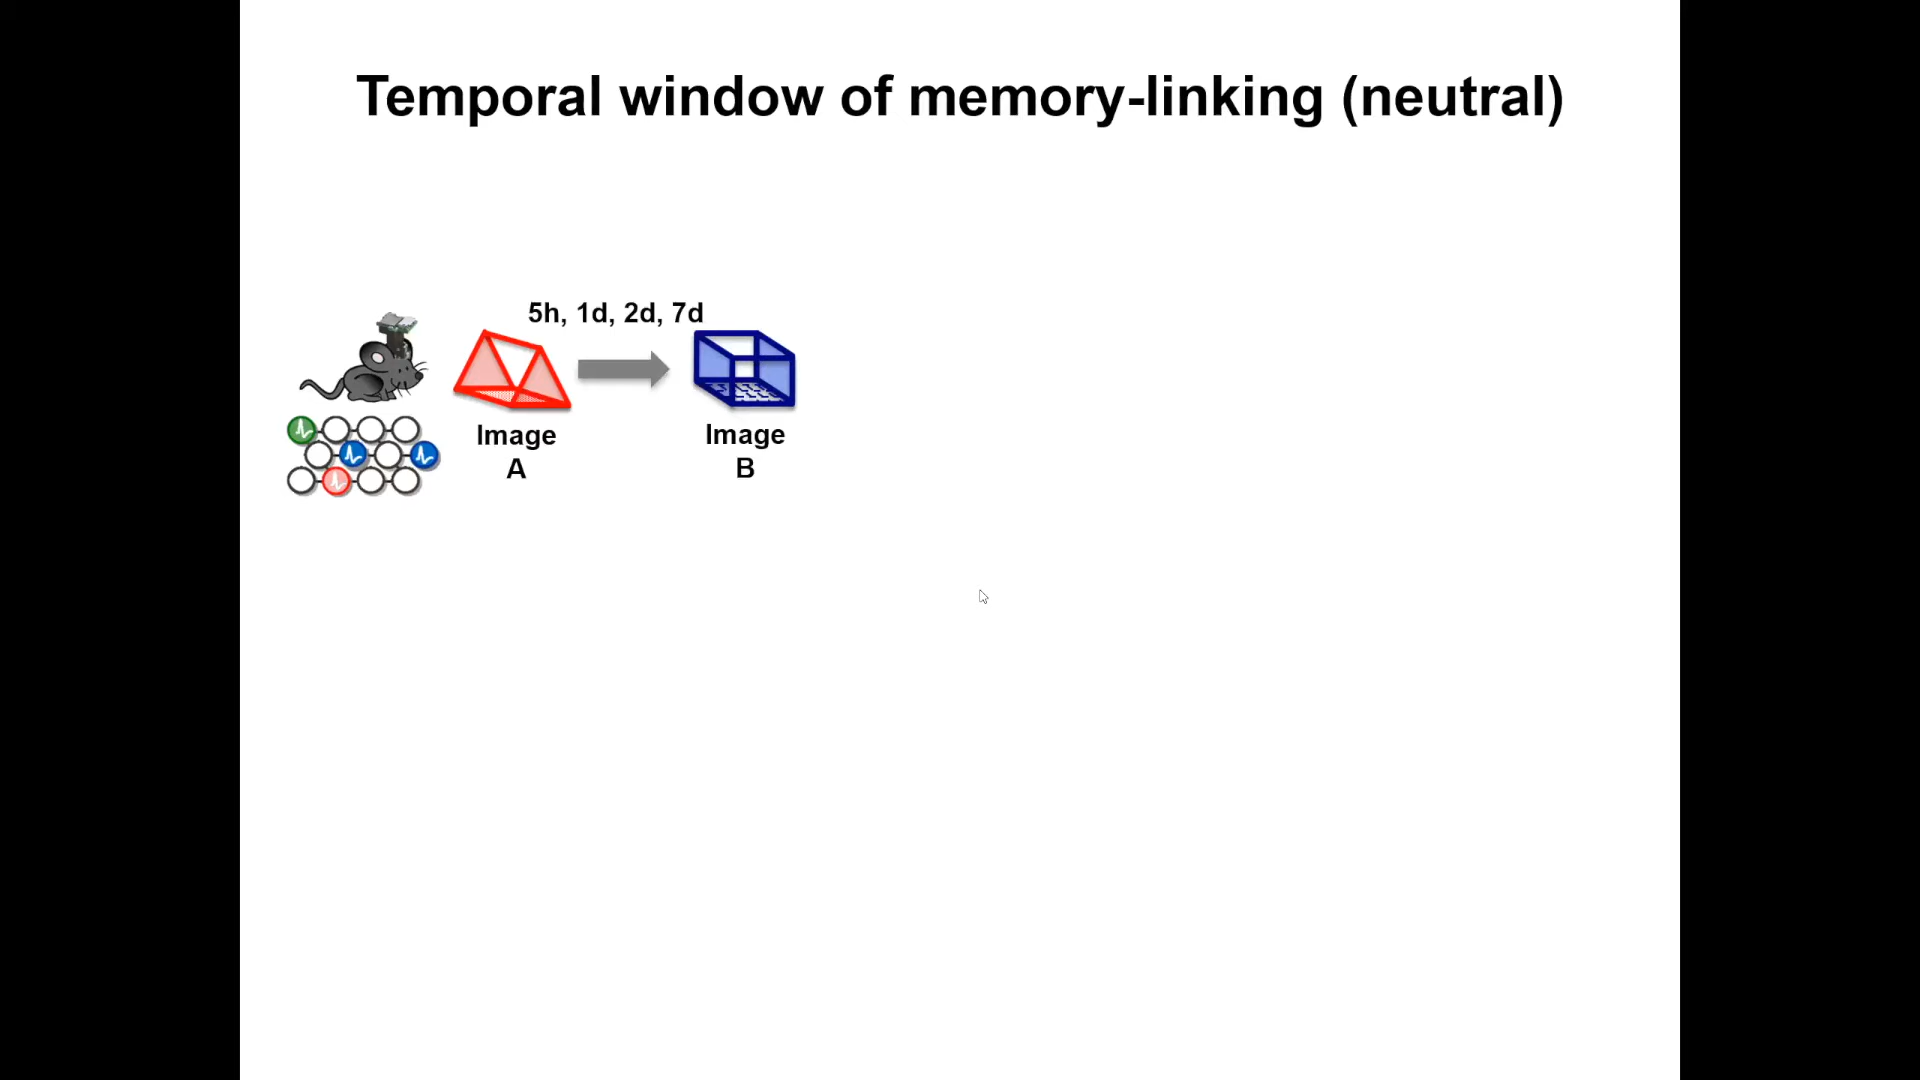 Temporal window of memory-linking (neutral)
5h, 1d, 2d, 7d
Image
A
Image
B